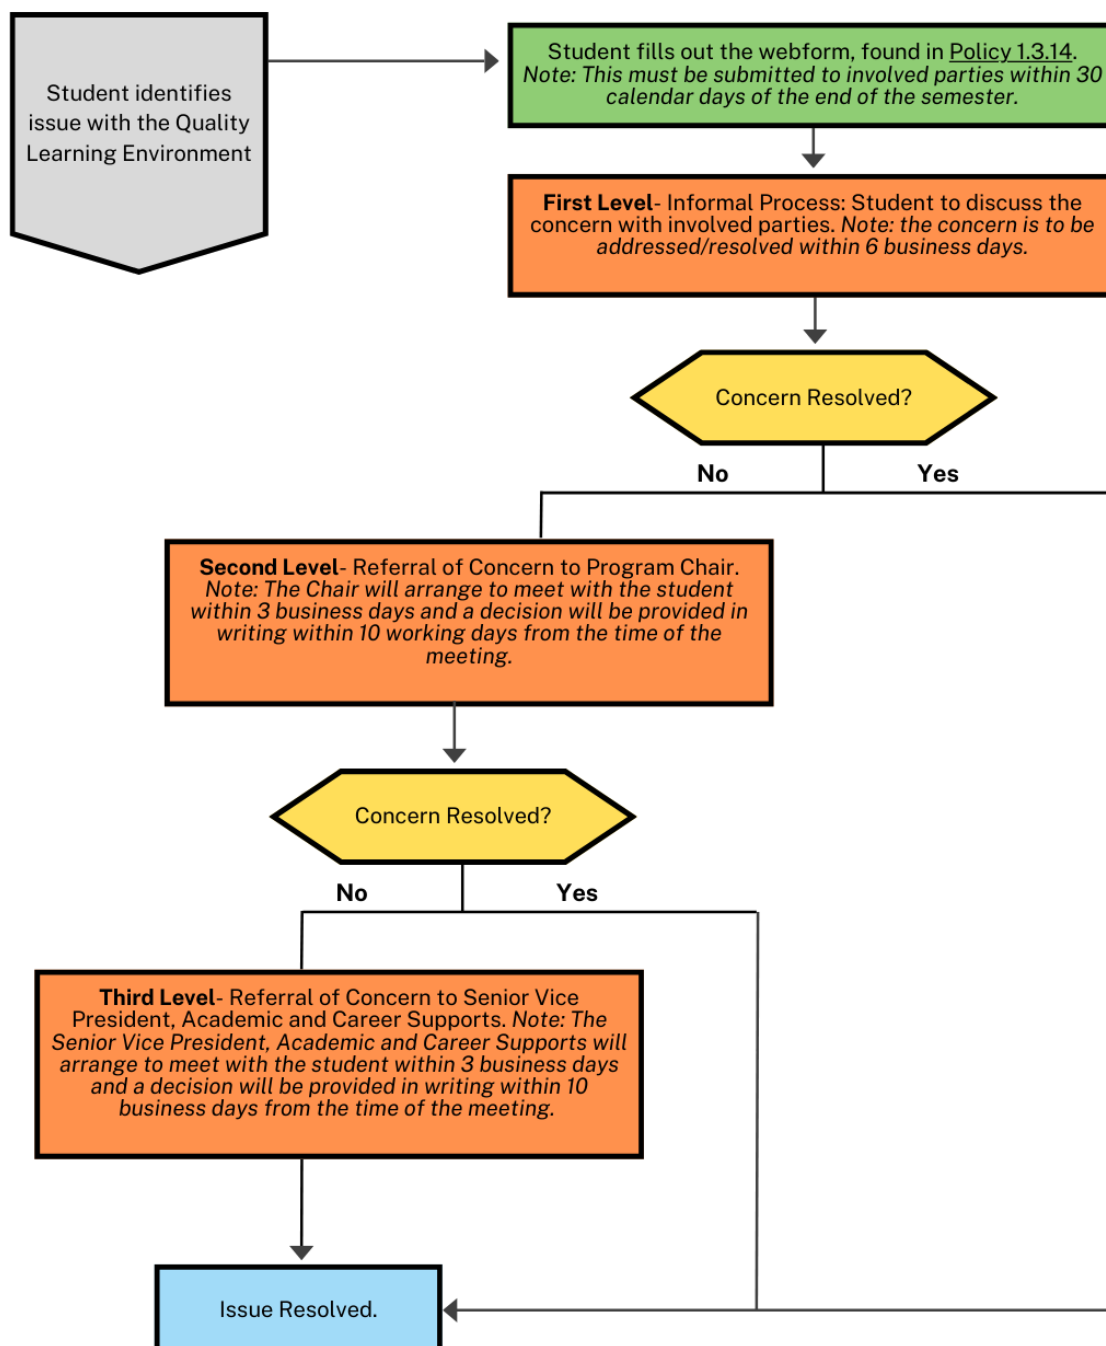 Student identifies
issue with the Quality
Learning Environment
Student fills out the webform, found in Policy 1.3.14.
Note: This must be submitted to involved parties within 30
calendar days of the end of the semester.
First Level- Informal Process: Student to discuss the
concern with involved parties. Note: the concern is to be
addressed/resolved within 6 business days.
Concern Resolved?
No
Yes
Second Level- Referral of Concern to Program Chair.
Note: The Chair will arrange to meet with the student
within 3 business days and a decision will be provided in
writing within 10 working days from the time of the
meeting.
Concern Resolved?
No
Yes
Third Level- Referral of Concern to Senior Vice
President, Academic and Career Supports. Note: The
Senior Vice President, Academic and Career Supports will
arrange to meet with the student within 3 business days
and a decision will be provided in writing within 10
business days from the time of the meeting.
Issue Resolved.